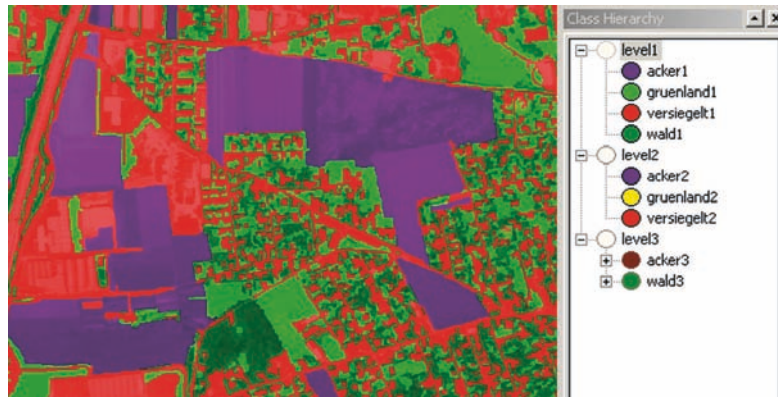 Class Hierarchy
level1
acker1
gruenland1
versiegelt1
wald1
level2
acker2
gruenland2
versiegelt2
level3
acker3
wald3